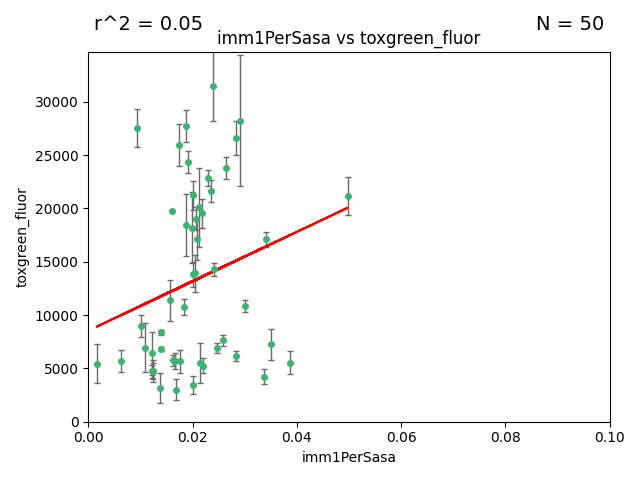 r^2 = 0.05
N = 50
imm1PerSasa vs toxgreen_fluor
toxgreen_fluor
30000
25000
20000
15000
10000
5000
0
0.00
0.02
0.04
0.06
0.08
0.10
imm1PerSasa